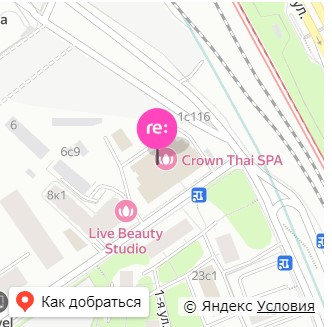 ул.
1с116
re:
6
6с9
Crown Thai SPA
8к1
Live Beauty
Studio
23с1
1-я ул.
vel
Как добраться
© Яндекс Условия